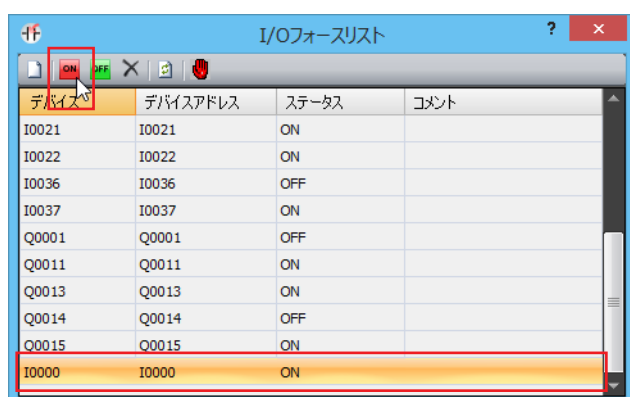 I/Oフォースリスト ? ×
ON OFF
デバイス デバイスアドレス ステータス コメント
I0021 I0021 ON
I0022 I0022 ON
I0036 I0036 OFF
I0037 I0037 ON
Q0001 Q0001 OFF
Q0011 Q0011 ON
Q0013 Q0013 ON
Q0014 Q0014 OFF
Q0015 Q0015 ON
I0000 I0000 ON